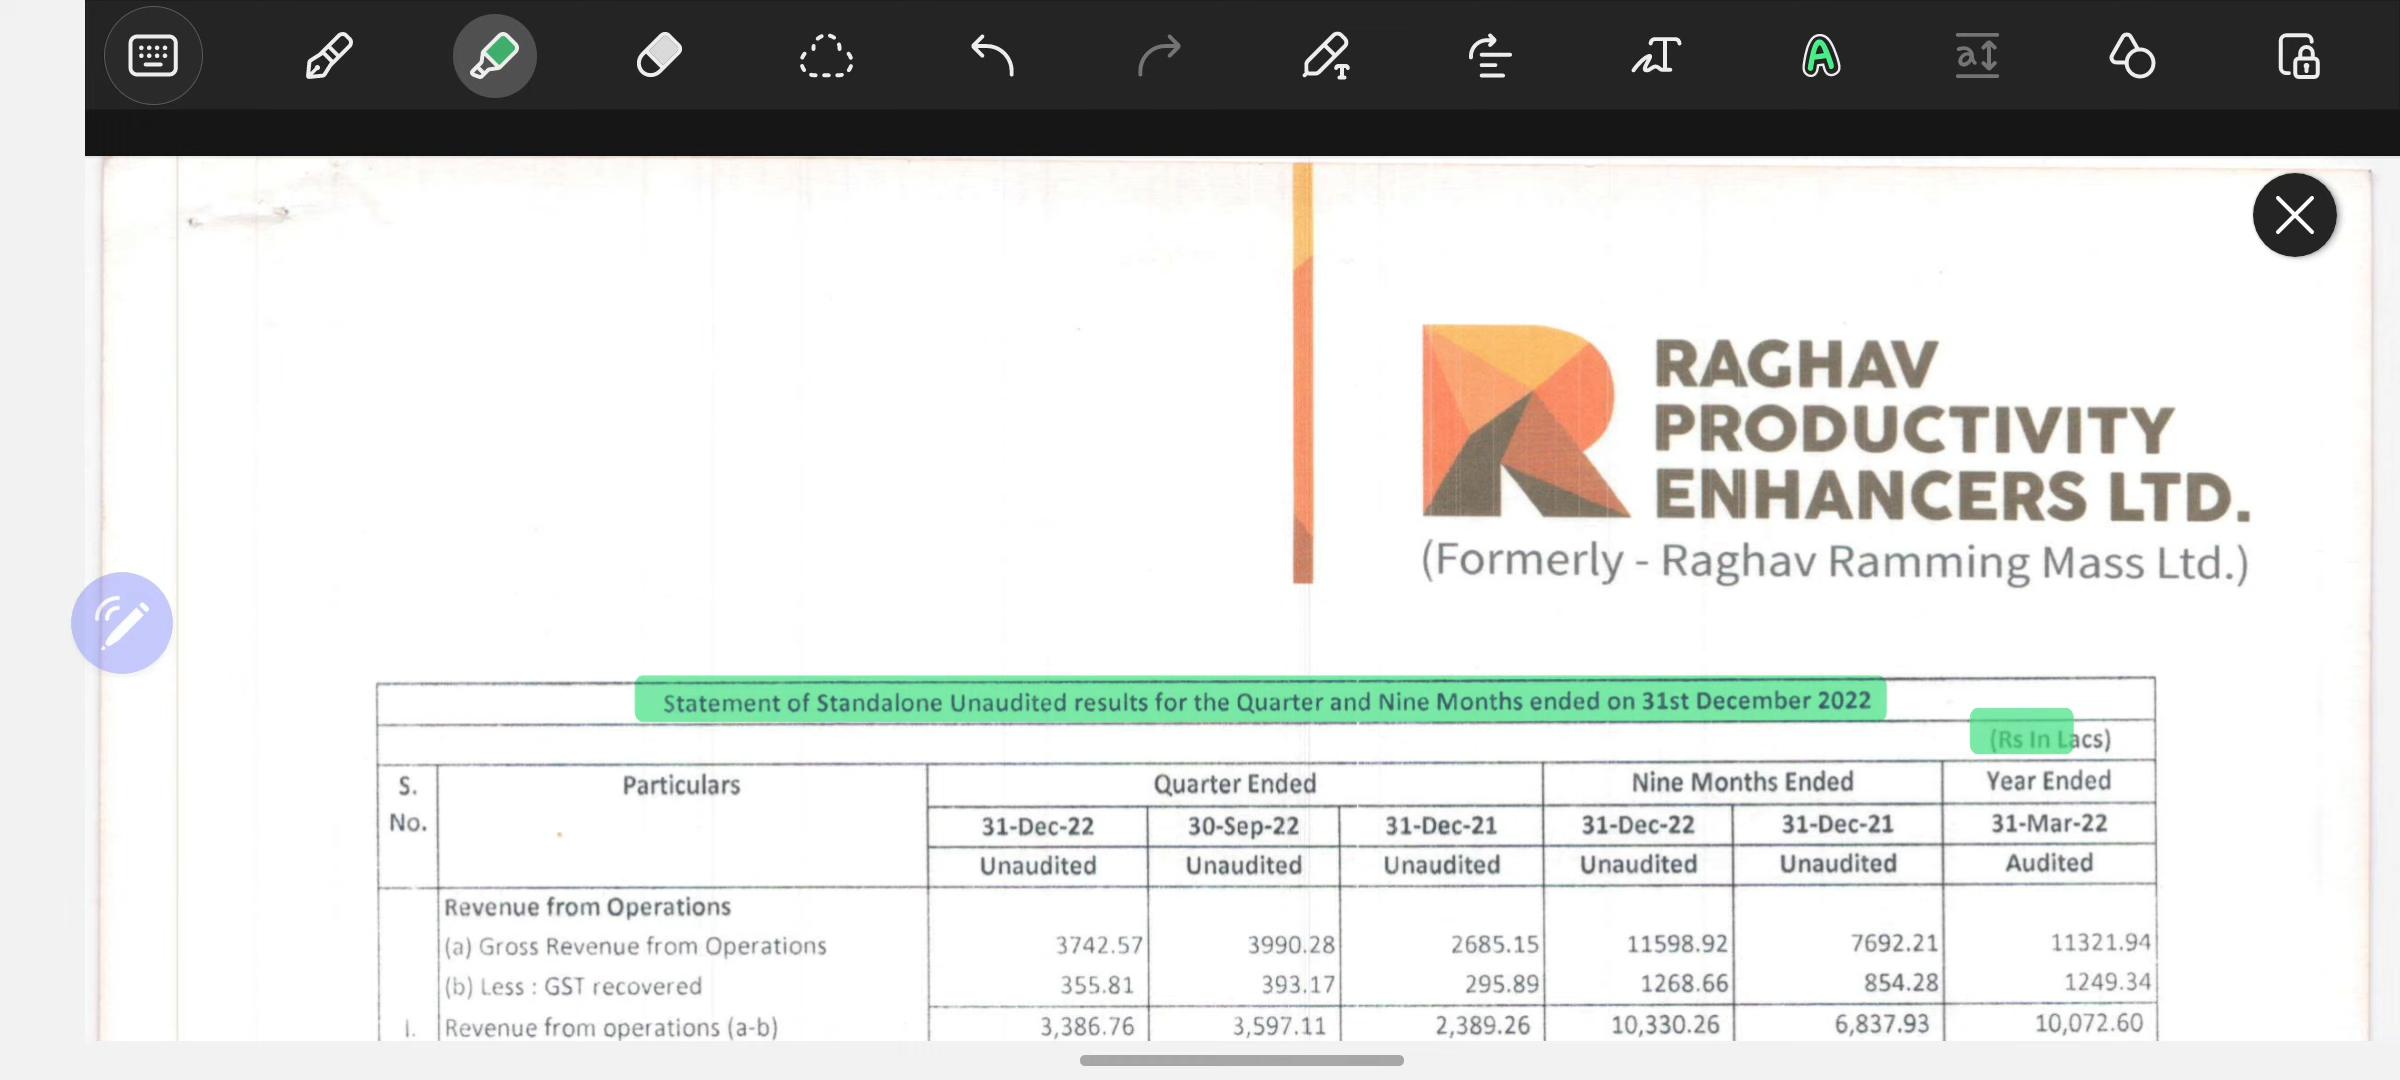 RAGHAV
PRODUCTIVITY
ENHANCERS LTD.
(Formerly - Raghav Ramming Mass Ltd.)
Statement of Standalone Unaudited results for the Quarter and Nine Months ended on 31st December 2022
(Rs In Lacs)
S. No. Particulars Quarter Ended Nine Months Ended Year Ended
31-Dec-22 30-Sep-22 31-Dec-21 31-Dec-22 31-Dec-21 31-Mar-22
Unaudited Unaudited Unaudited Unaudited Unaudited Audited
Revenue from Operations
(a) Gross Revenue from Operations 3742.57 3990.28 2685.15 11598.92 7692.21 11321.94
(b) Less : GST recovered 355.81 393.17 295.89 1268.66 854.28 1249.34
I. Revenue from operations (a-b) 3,386.76 3,597.11 2,389.26 10,330.26 6,837.93 10,072.60